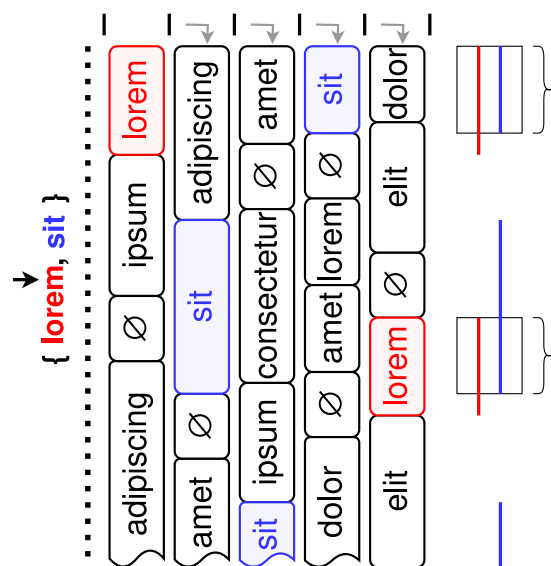 { lorem, sit }
adipiscing ∅ ipsum lorem
amet ∅ sit adipiscing
sit ipsum consectetur ∅ amet
dolor ∅ amet lorem ∅ sit
elit lorem ∅ elit dolor